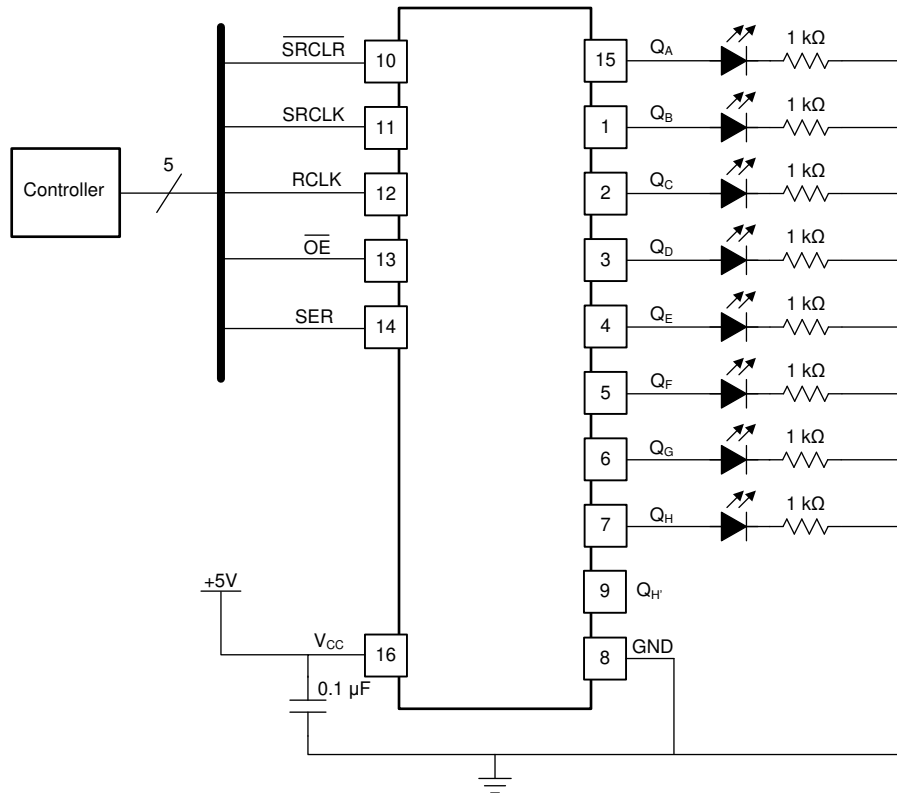 Controller
5
S̅R̅C̅L̅R̅
10
SRCLK
11
RCLK
12
O̅E̅
13
SER
14
+5V
VCC
16
0.1 µF
15
QA
1 kΩ
1
QB
1 kΩ
2
QC
1 kΩ
3
QD
1 kΩ
4
QE
1 kΩ
5
QF
1 kΩ
6
QG
1 kΩ
7
QH
1 kΩ
9
QH'
8
GND